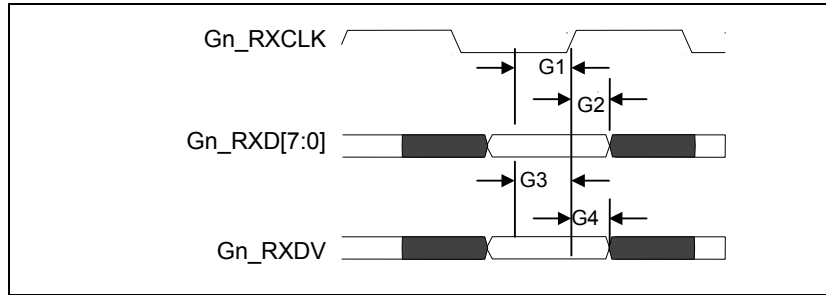 Gn_RXCLK
G1
G2
Gn_RXD[7:0]
G3
G4
Gn_RXDV